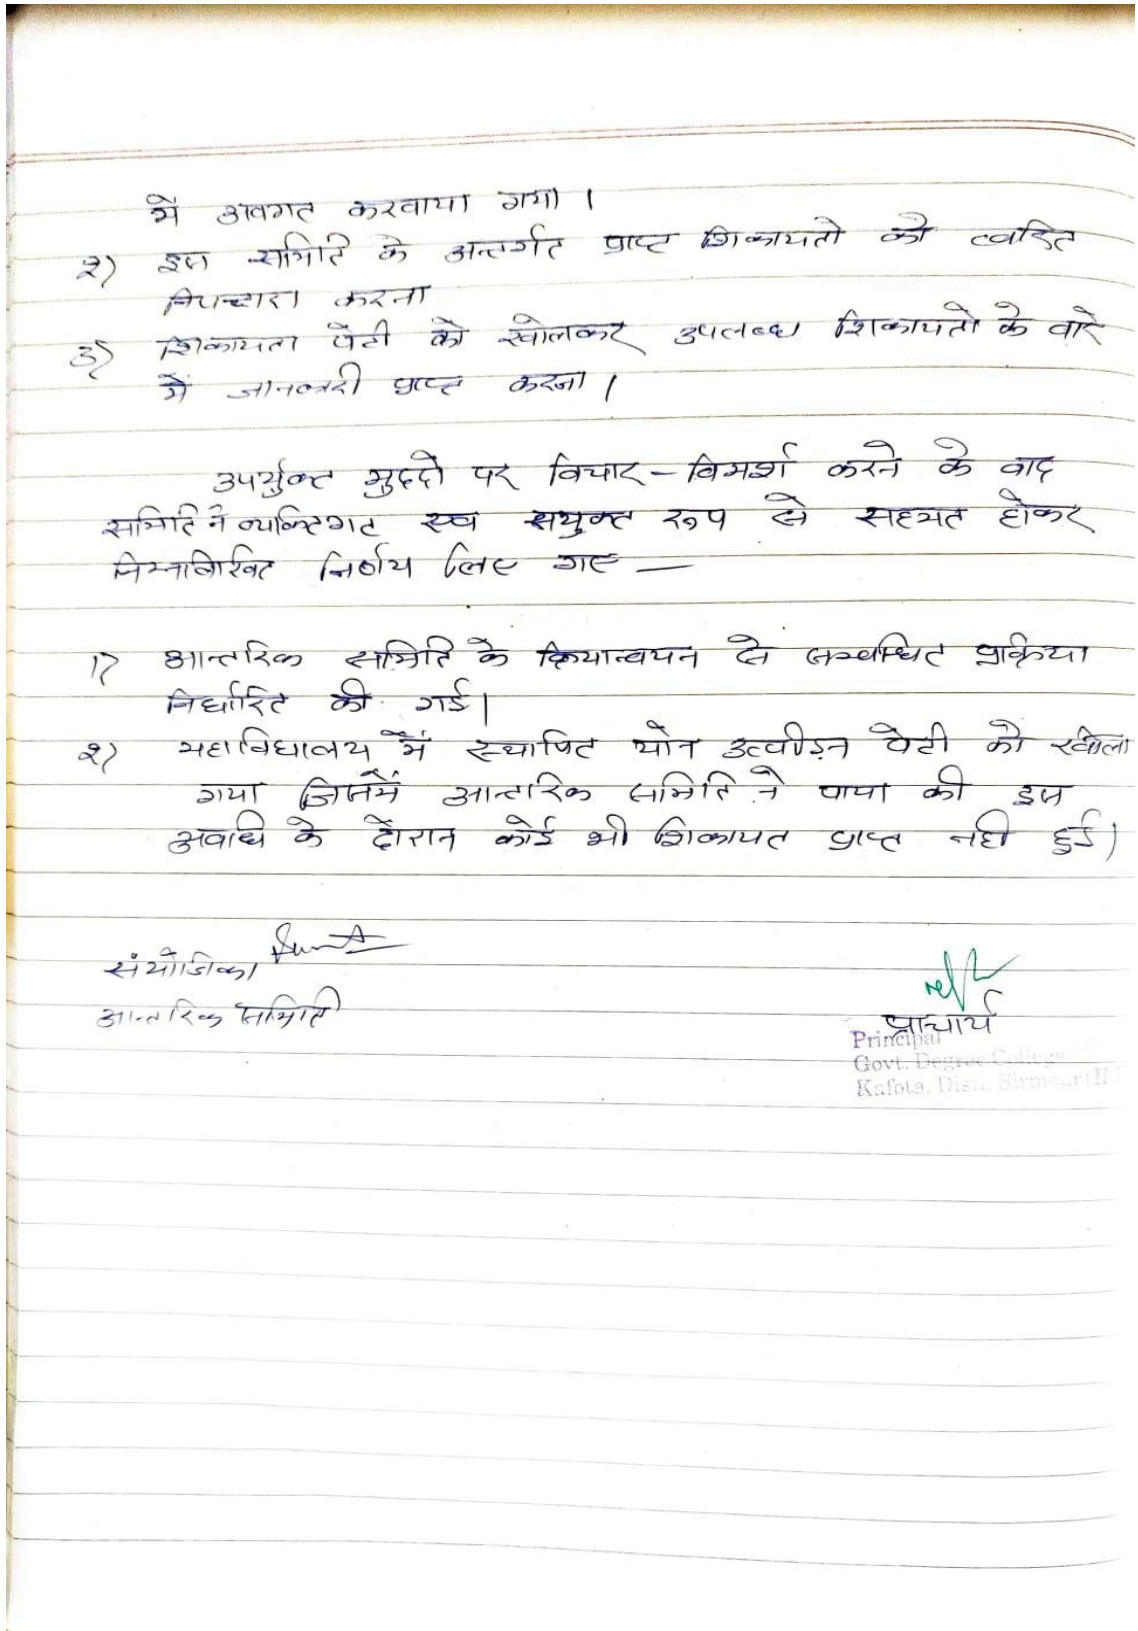 में अवगत करवाया गया।
२) इस समिति के अन्तर्गत प्राप्त शिकायतो को त्वरित
निपटारा करना
३) शिकायता पेटी को खोलकर उपलब्ध शिकायतो के बारे
में जानकारी प्राप्त करना।
उपर्युक्त मुद्दो पर विचार-विमर्श करने के बाद
समिति ने व्यक्तिगत एवं सयुक्त रूप से सहमत होकर
निम्नलिखित निर्णय लिए गए —
1) आन्तरिक समिति के क्रियान्वयन से सम्बन्धित प्रक्रिया
निर्धारित की गई।
२) महाविधालय में स्थापित योन उत्पीड़न पेटी को खोला
गया जिसमें आन्तरिक समिति ने पाया की इस
अवधि के दौरान कोई भी शिकायत प्राप्त नही हुई।
संयोजिका
आन्तरिक समिति
प्राचार्य
Principal
Govt. Degree College
Kafota, Distt. Sirmour (H.